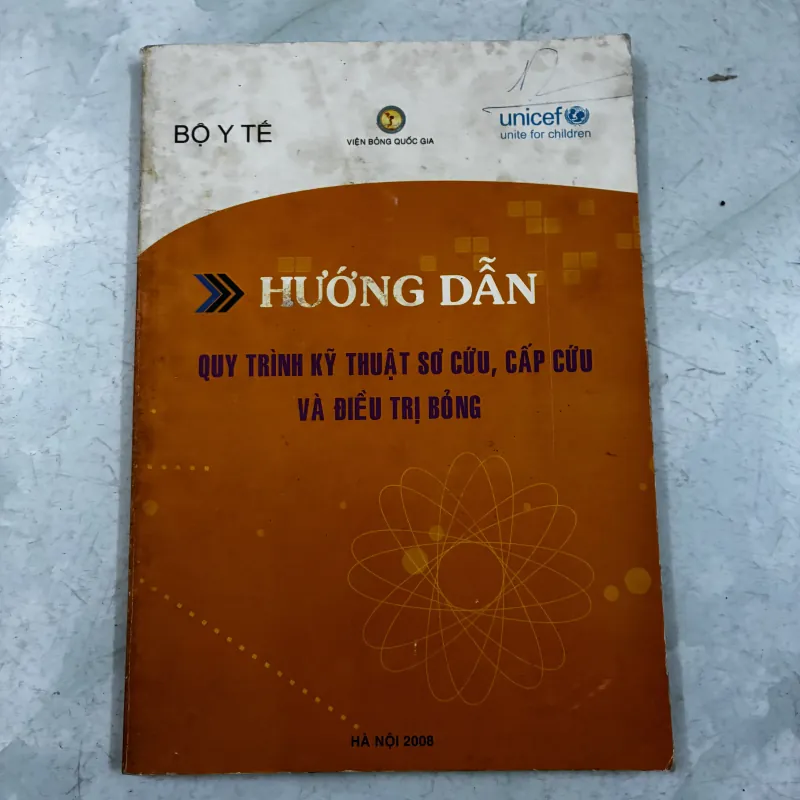 BỘ Y TẾ
VIỆN BỎNG QUỐC GIA
unicef
unite for children
HƯỚNG DẪN
QUY TRÌNH KỸ THUẬT SƠ CỨU, CẤP CỨU
VÀ ĐIỀU TRỊ BỎNG
HÀ NỘI 2008